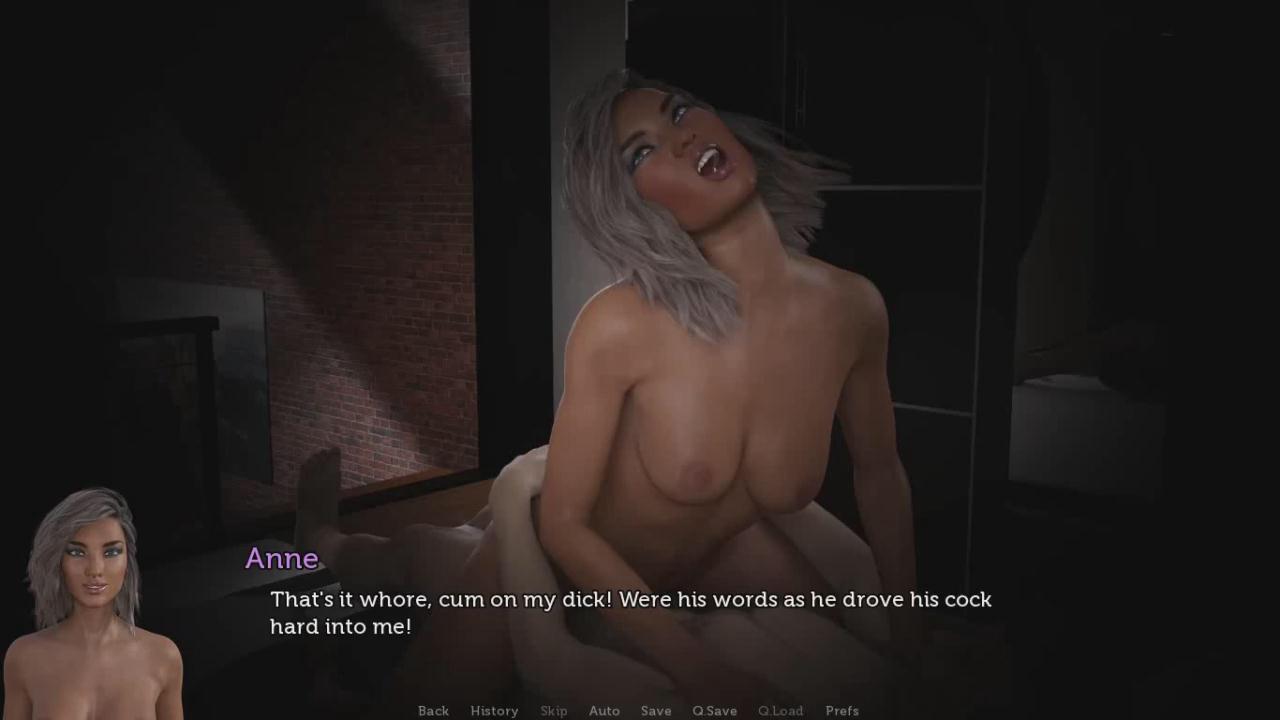 Anne
That's it whore, cum on my dick! Were his words as he drove his cock
hard into me!
Back History Skip Auto Save Q.Save Q.Load Prefs